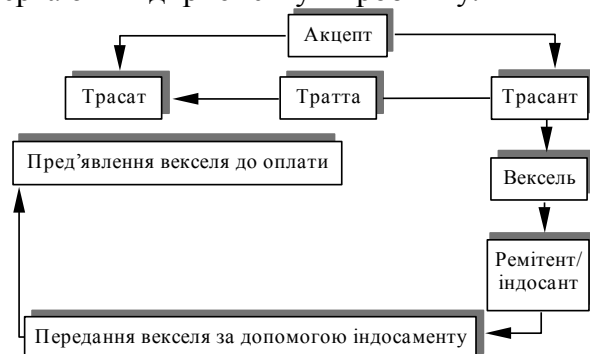 Акцепт
Трасат
Тратта
Трасант
Пред’явлення векселя до оплати
Вексель
Ремітент/
індосант
Передання векселя за допомогою індосаменту